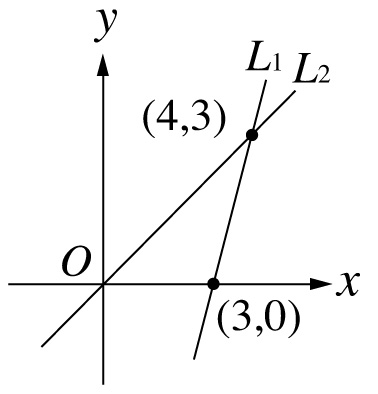 y
L1 L2
(4,3)
O
x
(3,0)